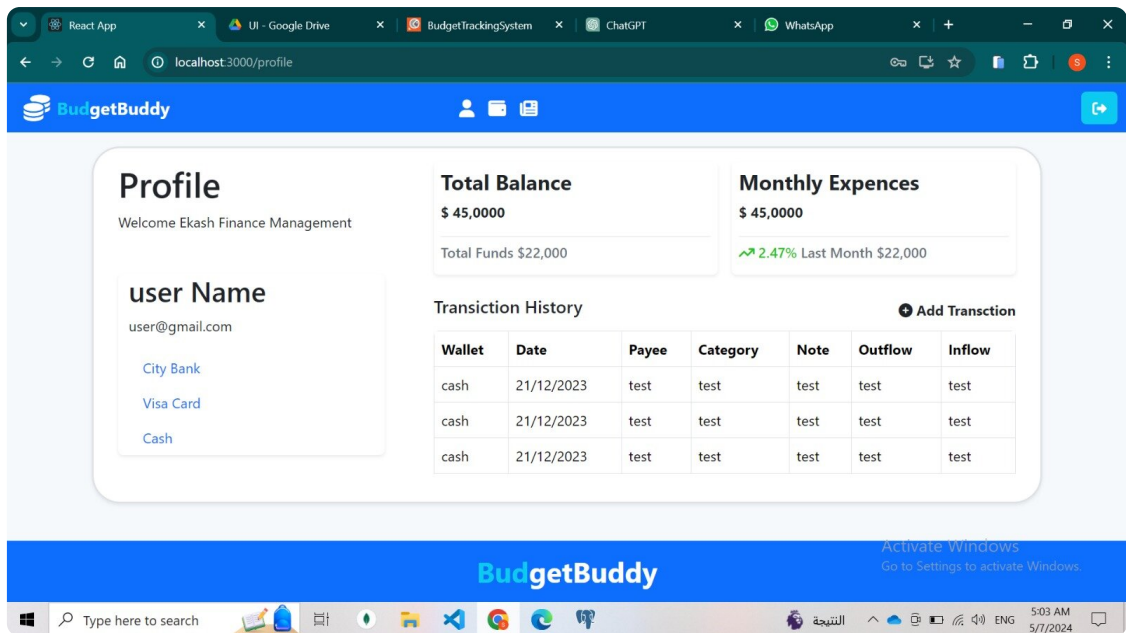 React App
UI - Google Drive
BudgetTrackingSystem
ChatGPT
WhatsApp
localhost:3000/profile
S
BudgetBuddy
Profile
Welcome Ekash Finance Management
user Name
user@gmail.com
City Bank
Visa Card
Cash
Total Balance
$ 45,0000
Total Funds $22,000
Monthly Expences
$ 45,0000
2.47% Last Month $22,000
Transiction History
Add Transction
Wallet Date Payee Category Note Outflow Inflow
cash 21/12/2023 test test test test test
cash 21/12/2023 test test test test test
cash 21/12/2023 test test test test test
BudgetBuddy
Activate Windows
Go to Settings to activate Windows.
Type here to search
النتيجة
ENG
5:03 AM
5/7/2024